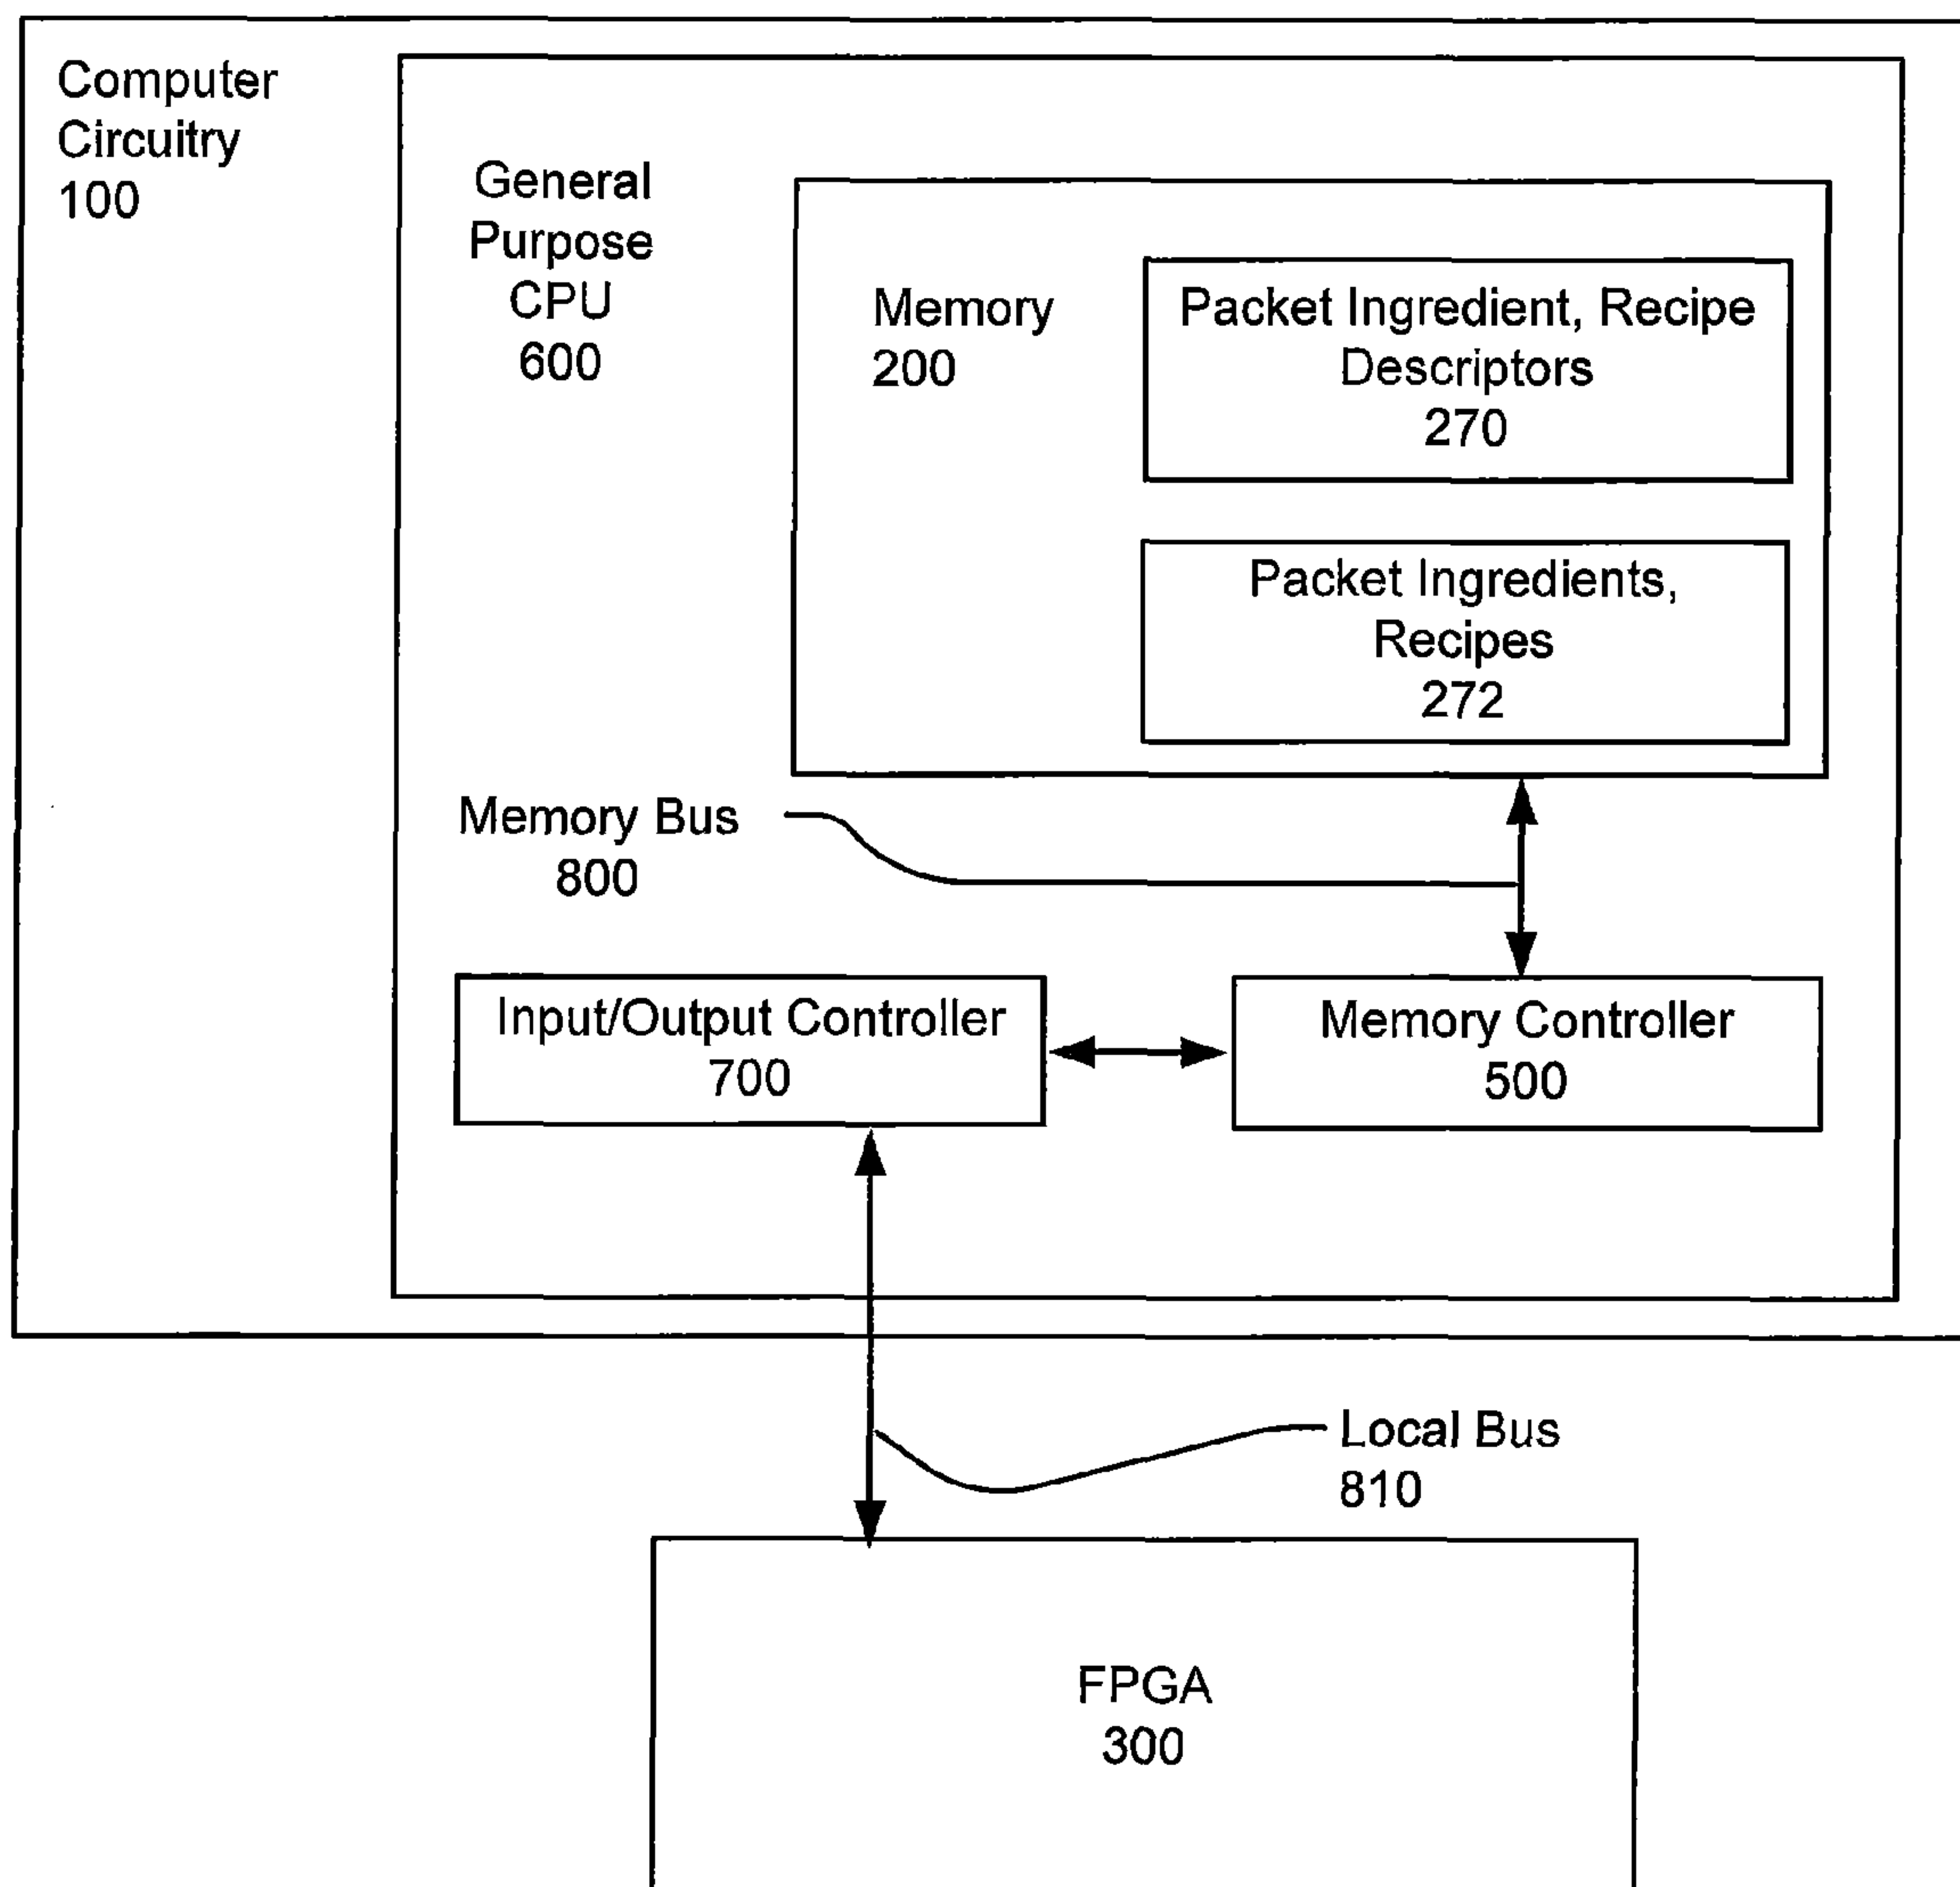 Computer
Circuitry
100
General
Purpose
CPU
600
Memory
200
Packet Ingredient, Recipe
Descriptors
270
Packet Ingredients,
Recipes
272
Memory Bus
800
Input/Output Controller
700
Memory Controller
500
Local Bus
810
FPGA
300